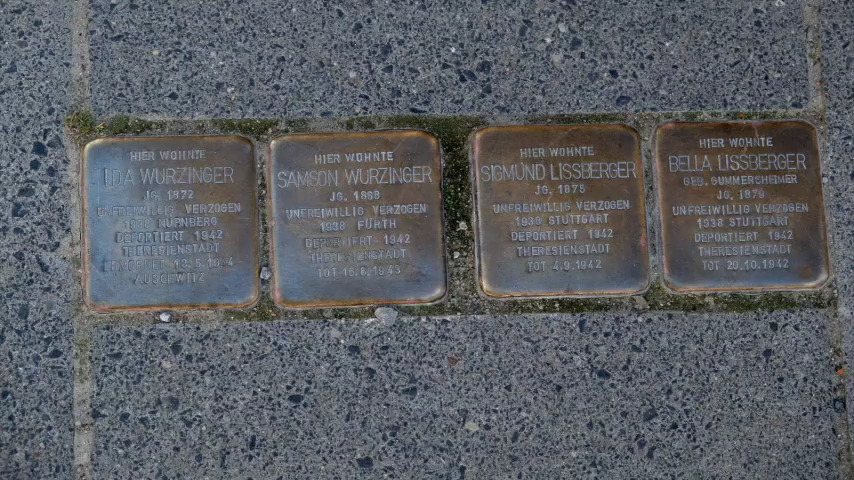 HIER WOHNTE
IDA WURZINGER
JG. 1872
UNFREIWILLIG VERZOGEN
NÜRNBERG
DEPORTIERT 1942
THERESIENSTADT
ERMORDET
AUSCHWITZ
HIER WOHNTE
SAMSON WURZINGER
JG. 1868
UNFREIWILLIG VERZOGEN
1938 FÜRTH
DEPORTIERT 1942
THERESIENSTADT
TOT 16.6.1943
HIER WOHNTE
SIGMUND LISSBERGER
JG. 1875
UNFREIWILLIG VERZOGEN
STUTTGART
DEPORTIERT 1942
THERESIENSTADT
TOT 4.9.1942
HIER WOHNTE
BELLA LISSBERGER
GEB. GUMMERSHEIMER
JG. 1879
UNFREIWILLIG VERZOGEN
1938 STUTTGART
DEPORTIERT 1942
THERESIENSTADT
TOT 20.10.1942